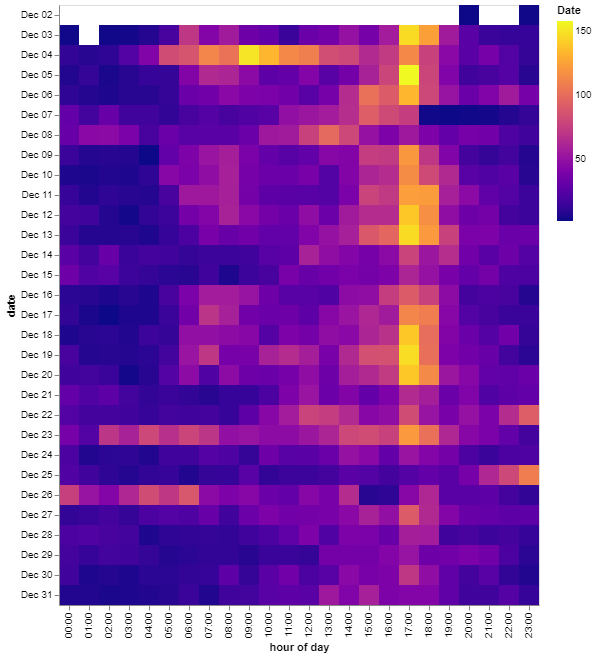 Date
150
100
50
date
Dec 02
Dec 03
Dec 04
Dec 05
Dec 06
Dec 07
Dec 08
Dec 09
Dec 10
Dec 11
Dec 12
Dec 13
Dec 14
Dec 15
Dec 16
Dec 17
Dec 18
Dec 19
Dec 20
Dec 21
Dec 22
Dec 23
Dec 24
Dec 25
Dec 26
Dec 27
Dec 28
Dec 29
Dec 30
Dec 31
00:00 01:00 02:00 03:00 04:00 05:00 06:00 07:00 08:00 09:00 10:00 11:00 12:00 13:00 14:00 15:00 16:00 17:00 18:00 19:00 20:00 21:00 22:00 23:00
hour of day